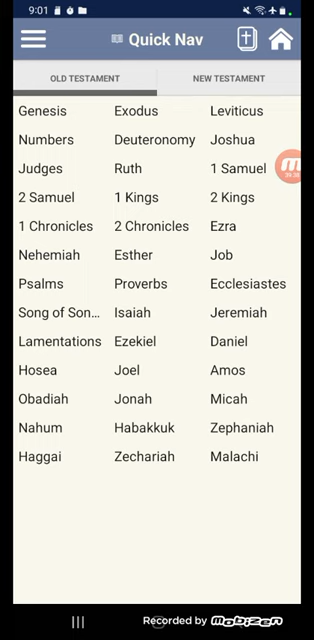 9:01
Quick Nav
OLD TESTAMENT NEW TESTAMENT
Genesis Exodus Leviticus
Numbers Deuteronomy Joshua
Judges Ruth 1 Samuel
2 Samuel 1 Kings 2 Kings
1 Chronicles 2 Chronicles Ezra
Nehemiah Esther Job
Psalms Proverbs Ecclesiastes
Song of Son... Isaiah Jeremiah
Lamentations Ezekiel Daniel
Hosea Joel Amos
Obadiah Jonah Micah
Nahum Habakkuk Zephaniah
Haggai Zechariah Malachi
Recorded by mobizen